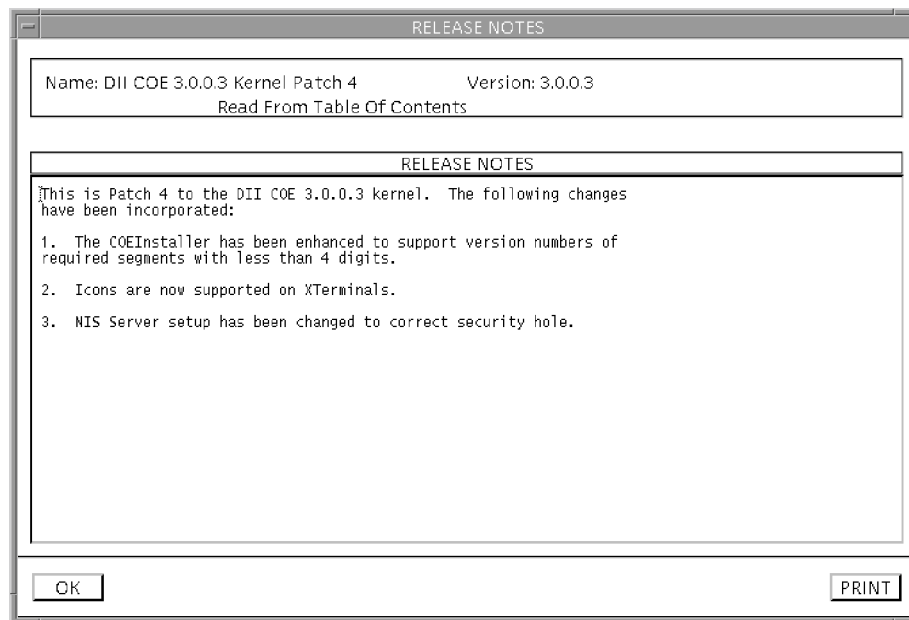 RELEASE NOTES
Name: DII COE 3.0.0.3 Kernel Patch 4 Version: 3.0.0.3
Read From Table Of Contents
RELEASE NOTES
This is Patch 4 to the DII COE 3.0.0.3 kernel.  The following changes
have been incorporated:
1.  The COEInstaller has been enhanced to support version numbers of
required segments with less than 4 digits.
2.  Icons are now supported on XTerminals.
3.  NIS Server setup has been changed to correct security hole.
OK PRINT